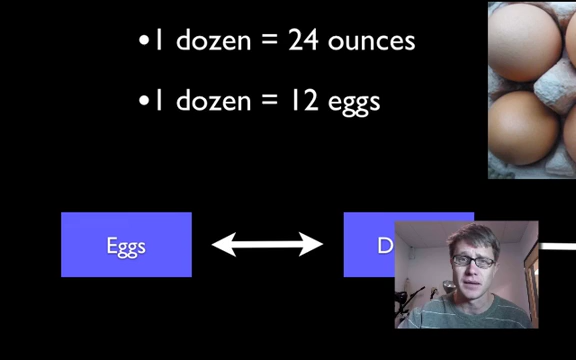 •1 dozen = 24 ounces
•1 dozen = 12 eggs
Eggs